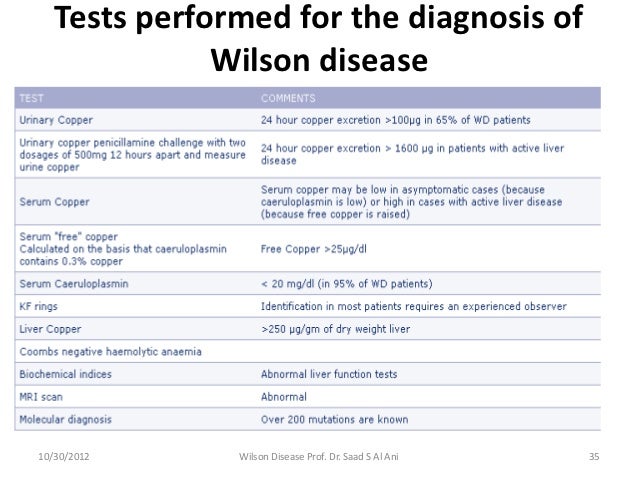 Tests performed for the diagnosis of
Wilson disease
TEST COMMENTS
Urinary Copper 24 hour copper excretion >100µg in 65% of WD patients
Urinary copper penicillamine challenge with two
dosages of 500mg 12 hours apart and measure
urine copper
24 hour copper excretion > 1600 µg in patients with active liver
disease
Serum Copper
Serum copper may be low in asymptomatic cases (because
caeruloplasmin is low) or high in cases with active liver disease
(because free copper is raised)
Serum "free" copper
Calculated on the basis that caeruloplasmin
contains 0.3% copper
Free Copper >25µg/dl
Serum Caeruloplasmin < 20 mg/dl (in 95% of WD patients)
KF rings Identification in most patients requires an experienced observer
Liver Copper >250 µg/gm of dry weight liver
Coombs negative haemolytic anaemia
Biochemical indices Abnormal liver function tests
MRI scan Abnormal
Molecular diagnosis Over 200 mutations are known
10/30/2012 Wilson Disease Prof. Dr. Saad S Al Ani 35